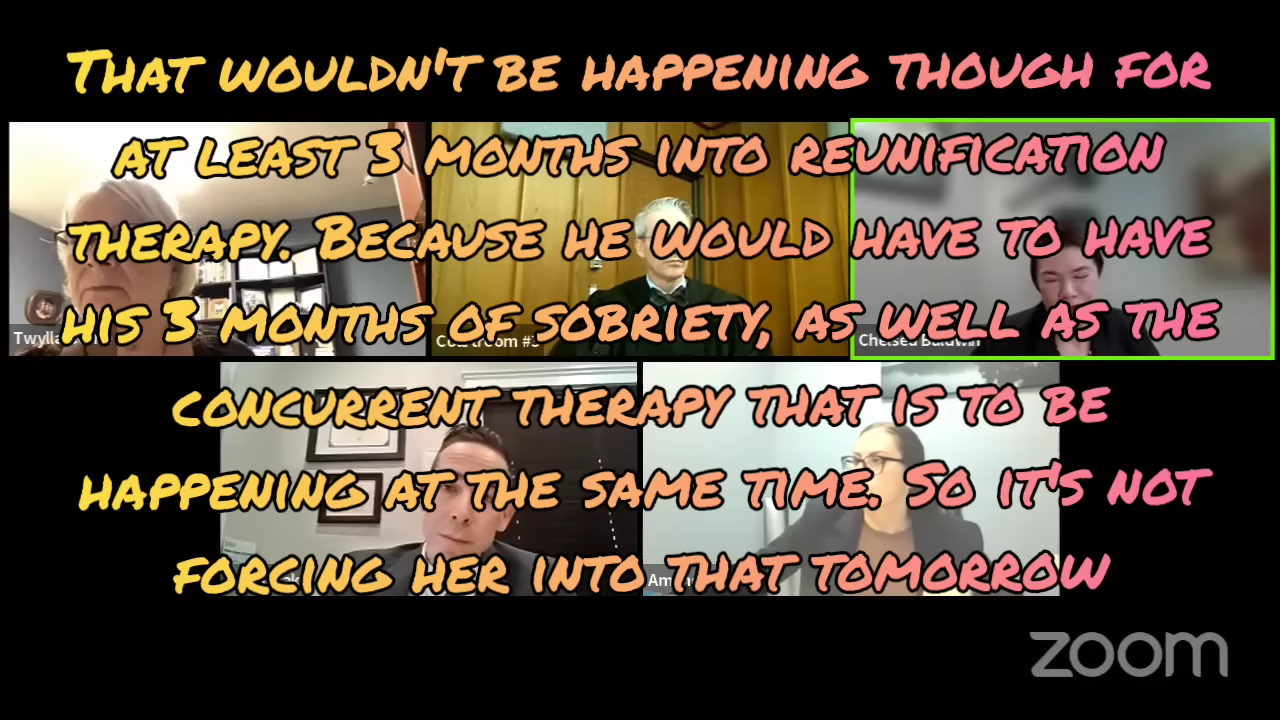 That wouldn't be happening though for
at least 3 months into reunification
therapy. Because he would have to have
his 3 months of sobriety, as well as the
concurrent therapy that is to be
happening at the same time. So it's not
forcing her into that tomorrow
Courtroom #3
Chelsea Baldwin
zoom